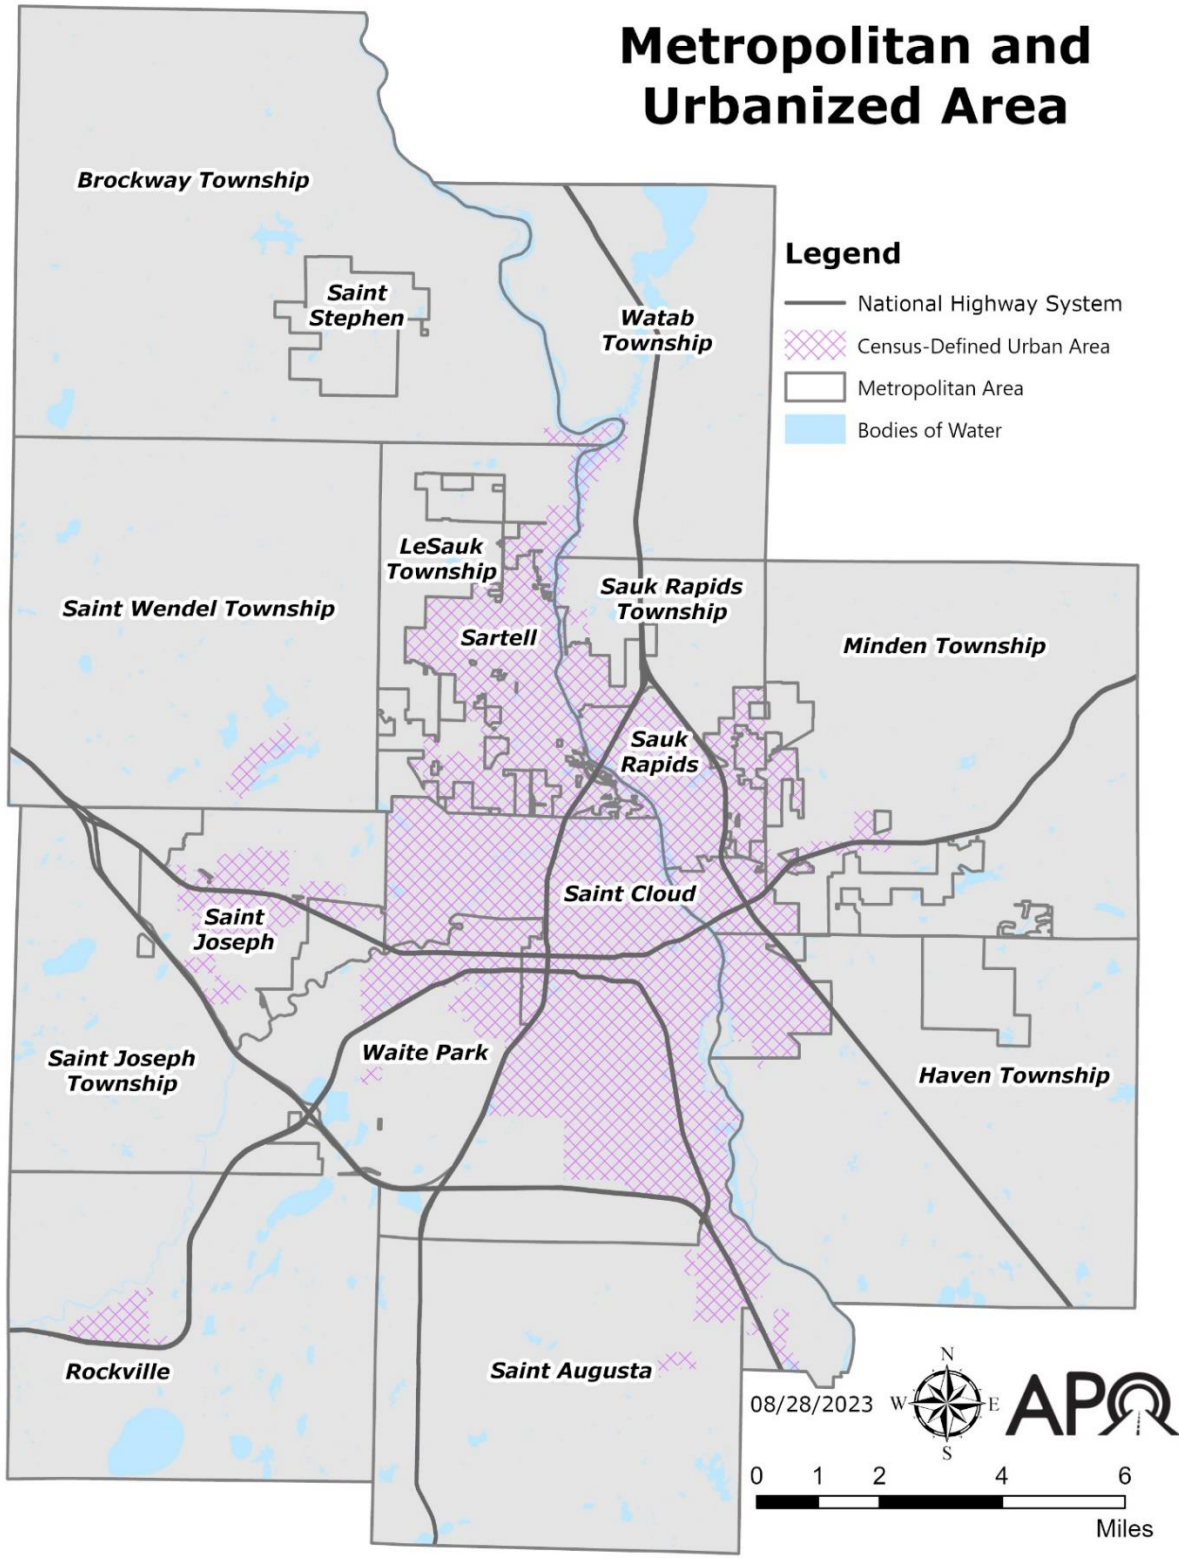 Metropolitan and
Urbanized Area
Brockway Township
Legend
National Highway System
Census-Defined Urban Area
Metropolitan Area
Bodies of Water
Saint
Stephen
Watab
Township
LeSauk
Township
Sauk Rapids
Township
Saint Wendel Township
Sartell
Minden Township
Sauk
Rapids
Saint Cloud
Saint
Joseph
Waite Park
Saint Joseph
Township
Haven Township
Rockville
Saint Augusta
08/28/2023
N
W
E
S
APO
0 1 2 4 6
Miles